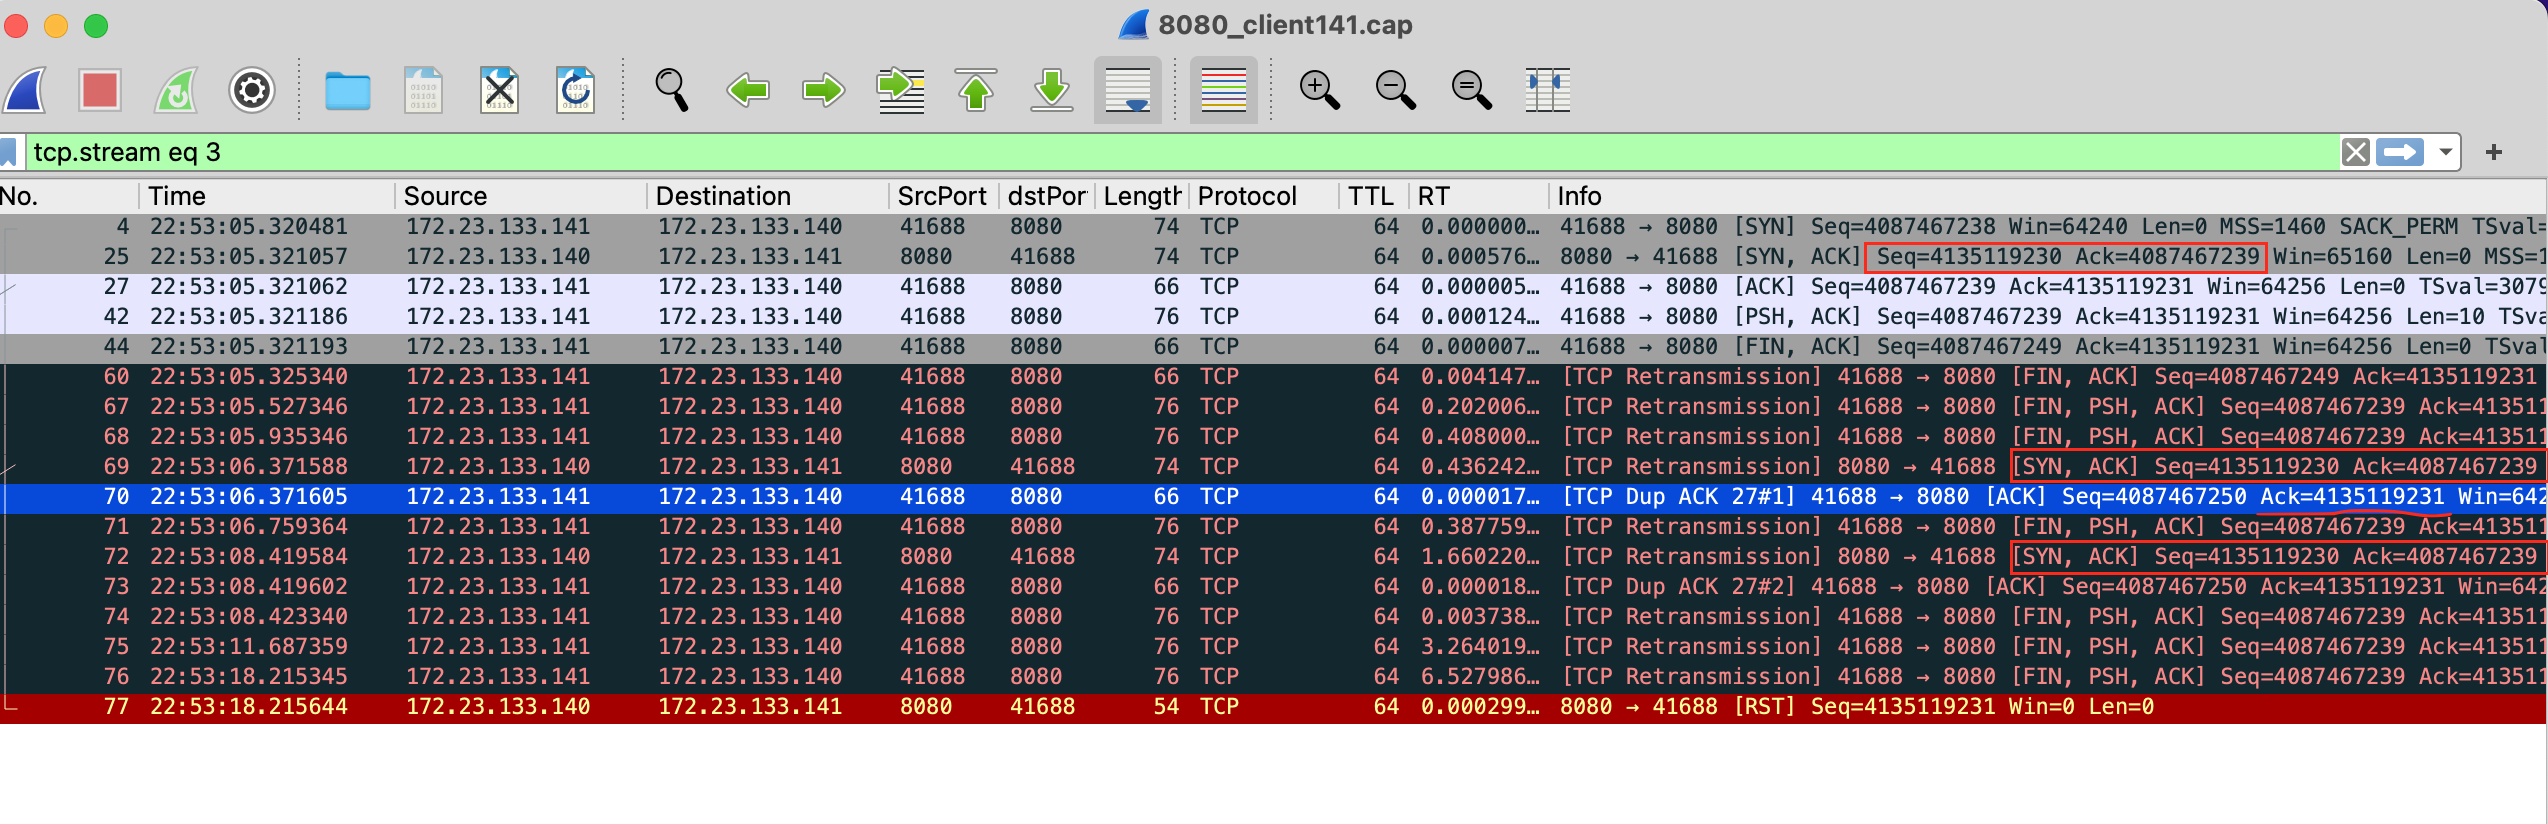 8080_client141.cap
tcp.stream eq 3
No. Time Source Destination SrcPort dstPor Length Protocol TTL RT Info
4 22:53:05.320481 172.23.133.141 172.23.133.140 41688 8080 74 TCP 64 0.000000… 41688 → 8080 [SYN] Seq=4087467238 Win=64240 Len=0 MSS=1460 SACK_PERM TSval=
25 22:53:05.321057 172.23.133.140 172.23.133.141 8080 41688 74 TCP 64 0.000576… 8080 → 41688 [SYN, ACK] Seq=4135119230 Ack=4087467239 Win=65160 Len=0 MSS=1
27 22:53:05.321062 172.23.133.141 172.23.133.140 41688 8080 66 TCP 64 0.000005… 41688 → 8080 [ACK] Seq=4087467239 Ack=4135119231 Win=64256 Len=0 TSval=3079
42 22:53:05.321186 172.23.133.141 172.23.133.140 41688 8080 76 TCP 64 0.000124… 41688 → 8080 [PSH, ACK] Seq=4087467239 Ack=4135119231 Win=64256 Len=10 TSva
44 22:53:05.321193 172.23.133.141 172.23.133.140 41688 8080 66 TCP 64 0.000007… 41688 → 8080 [FIN, ACK] Seq=4087467249 Ack=4135119231 Win=64256 Len=0 TSval
60 22:53:05.325340 172.23.133.141 172.23.133.140 41688 8080 66 TCP 64 0.004147… [TCP Retransmission] 41688 → 8080 [FIN, ACK] Seq=4087467249 Ack=4135119231
67 22:53:05.527346 172.23.133.141 172.23.133.140 41688 8080 76 TCP 64 0.202006… [TCP Retransmission] 41688 → 8080 [FIN, PSH, ACK] Seq=4087467239 Ack=41351
68 22:53:05.935346 172.23.133.141 172.23.133.140 41688 8080 76 TCP 64 0.408000… [TCP Retransmission] 41688 → 8080 [FIN, PSH, ACK] Seq=4087467239 Ack=41351
69 22:53:06.371588 172.23.133.140 172.23.133.141 8080 41688 74 TCP 64 0.436242… [TCP Retransmission] 8080 → 41688 [SYN, ACK] Seq=4135119230 Ack=4087467239
70 22:53:06.371605 172.23.133.141 172.23.133.140 41688 8080 66 TCP 64 0.000017… [TCP Dup ACK 27#1] 41688 → 8080 [ACK] Seq=4087467250 Ack=4135119231 Win=642
71 22:53:06.759364 172.23.133.141 172.23.133.140 41688 8080 76 TCP 64 0.387759… [TCP Retransmission] 41688 → 8080 [FIN, PSH, ACK] Seq=4087467239 Ack=41351
72 22:53:08.419584 172.23.133.140 172.23.133.141 8080 41688 74 TCP 64 1.660220… [TCP Retransmission] 8080 → 41688 [SYN, ACK] Seq=4135119230 Ack=4087467239
73 22:53:08.419602 172.23.133.141 172.23.133.140 41688 8080 66 TCP 64 0.000018… [TCP Dup ACK 27#2] 41688 → 8080 [ACK] Seq=4087467250 Ack=4135119231 Win=642
74 22:53:08.423340 172.23.133.141 172.23.133.140 41688 8080 76 TCP 64 0.003738… [TCP Retransmission] 41688 → 8080 [FIN, PSH, ACK] Seq=4087467239 Ack=41351
75 22:53:11.687359 172.23.133.141 172.23.133.140 41688 8080 76 TCP 64 3.264019… [TCP Retransmission] 41688 → 8080 [FIN, PSH, ACK] Seq=4087467239 Ack=41351
76 22:53:18.215345 172.23.133.141 172.23.133.140 41688 8080 76 TCP 64 6.527986… [TCP Retransmission] 41688 → 8080 [FIN, PSH, ACK] Seq=4087467239 Ack=41351
77 22:53:18.215644 172.23.133.140 172.23.133.141 8080 41688 54 TCP 64 0.000299… 8080 → 41688 [RST] Seq=4135119231 Win=0 Len=0